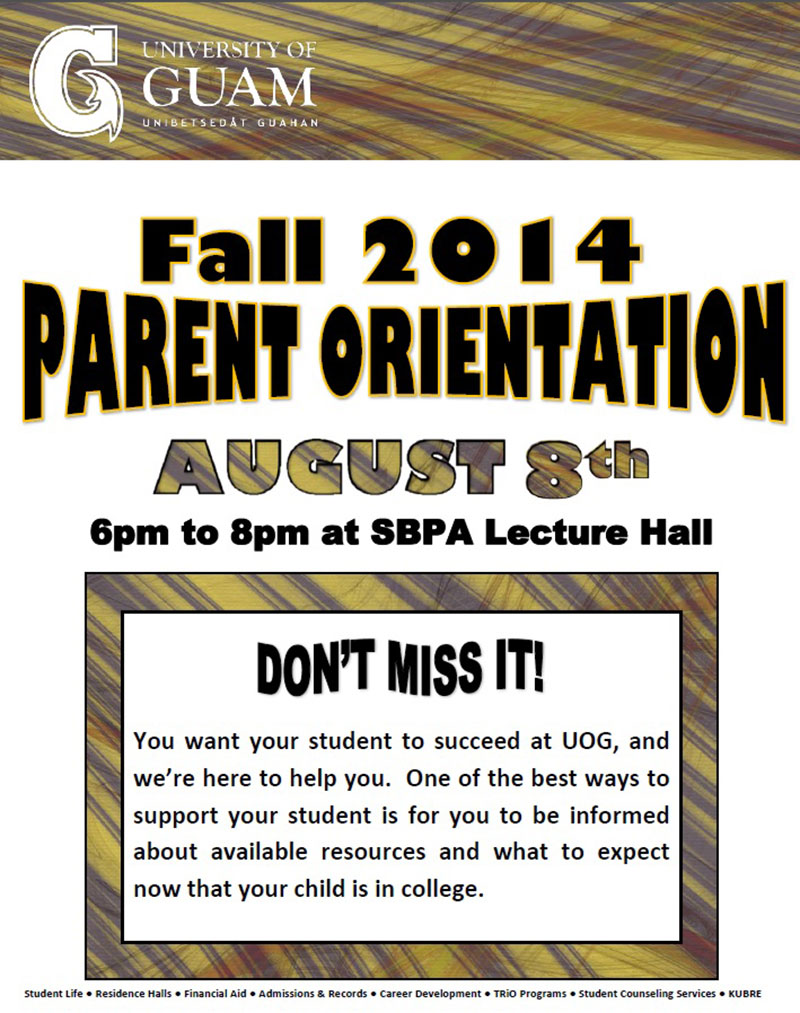 UNIVERSITY OF
GUAM
UNIBETSEDÅT GUAHAN
Fall 2014
PARENT ORIENTATION
AUGUST 8th
6pm to 8pm at SBPA Lecture Hall
DON'T MISS IT!
You want your student to succeed at UOG, and
we're here to help you. One of the best ways to
support your student is for you to be informed
about available resources and what to expect
now that your child is in college.
Student Life • Residence Halls • Financial Aid • Admissions & Records • Career Development • TRiO Programs • Student Counseling Services • KUBRE